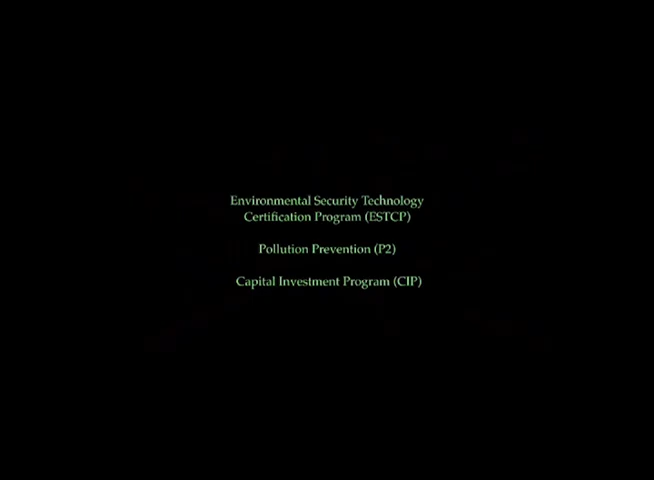 Environmental Security Technology
Certification Program (ESTCP)
Pollution Prevention (P2)
Capital Investment Program (CIP)